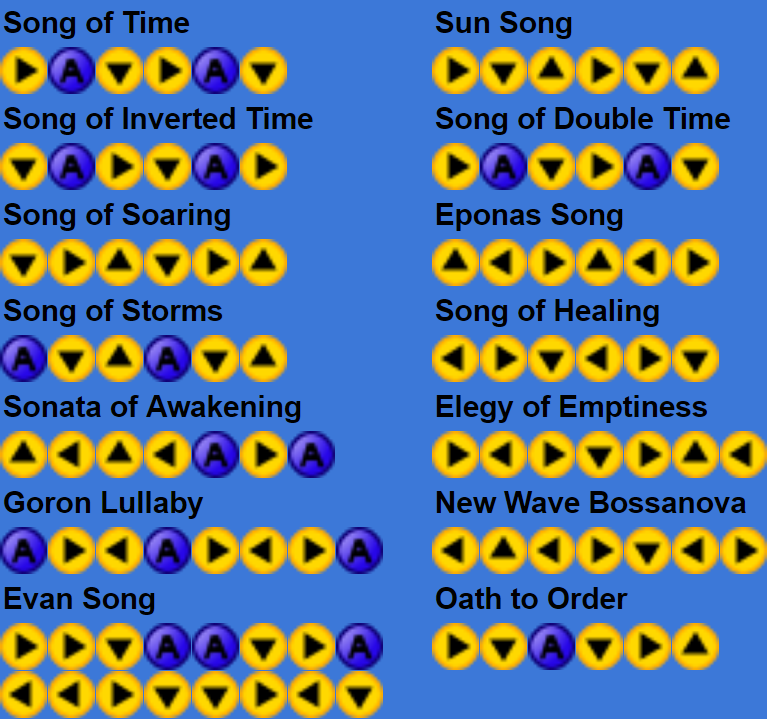 Song of Time
Sun Song
▶ A ▼ ▶ A ▼
▶ ▼ ▲ ▶ ▼ ▲
Song of Inverted Time
Song of Double Time
▼ A ▶ ▼ A ▶
▶ A ▼ ▶ A ▼
Song of Soaring
Eponas Song
▼ ▶ ▲ ▼ ▶ ▲
▲ ◀ ▶ ▲ ◀ ▶
Song of Storms
Song of Healing
A ▼ ▲ A ▼ ▲
◀ ▶ ▼ ◀ ▶ ▼
Sonata of Awakening
Elegy of Emptiness
▲ ◀ ▲ ◀ A ▶ A
▶ ◀ ▶ ▼ ▶ ▲ ◀
Goron Lullaby
New Wave Bossanova
A ▶ ◀ A ▶ ◀ ▶ A
◀ ▲ ◀ ▶ ▼ ◀ ▶
Evan Song
Oath to Order
▶ ▶ ▼ A A ▼ ▶ A
▶ ▼ A ▼ ▶ ▲
◀ ◀ ▶ ▼ ▼ ▶ ◀ ▼